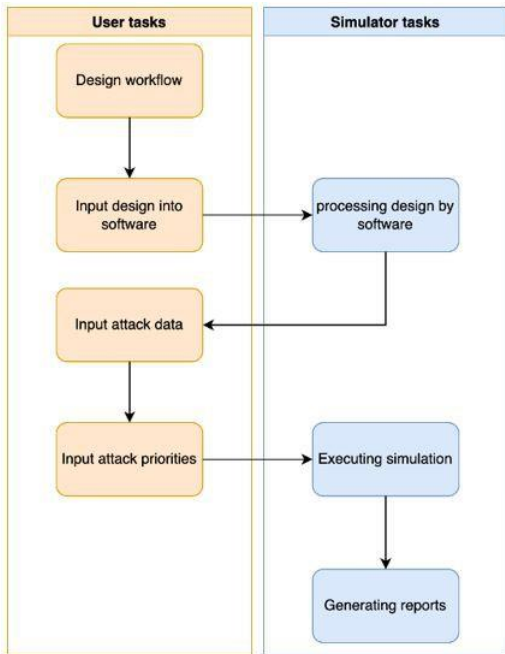 User tasks
Simulator tasks
Design workflow
Input design into
software
processing design by
software
Input attack data
Input attack priorities
Executing simulation
Generating reports